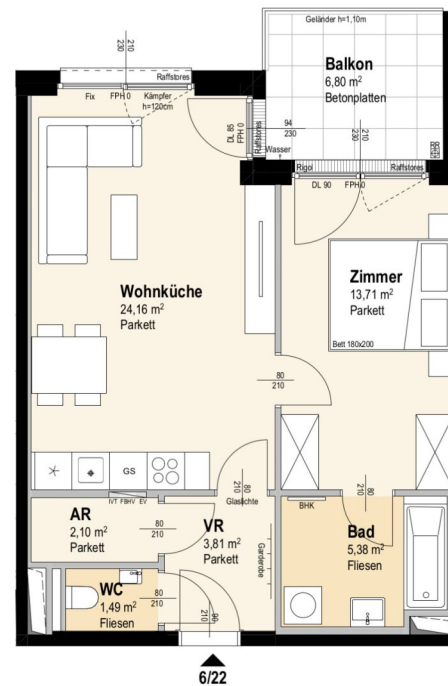 Geländer h=1,10m
Balkon
6,80 m²
Betonplatten
210
230
Raffstores
Fix
FPH 0
Kämpfer
h=120cm
DL 85
FPH 0
Raffstores
94
230
Wasser
210
230
Rigo
Raffstores
DL 90
FPH 0
Wohnküche
24,16 m²
Parkett
Zimmer
13,71 m²
Parkett
Bett 180x200
80
210
GS
IVT FBHV EV
80
210
Glaslichte
80
210
BHK
AR
2,10 m²
Parkett
80
210
VR
3,81 m²
Parkett
Garderobe
Bad
5,38 m²
Fliesen
WC
1,49 m²
Fliesen
80
210
90
210
6/22